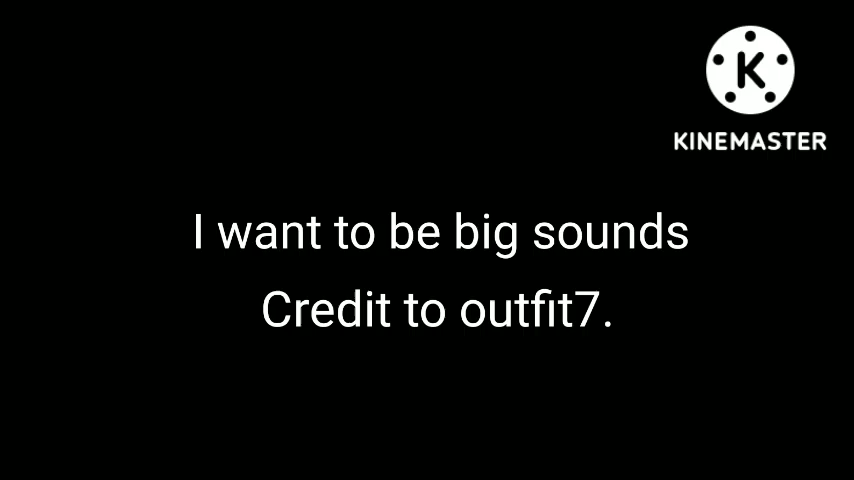 K
KINEMASTER
I want to be big sounds
Credit to outfit7.